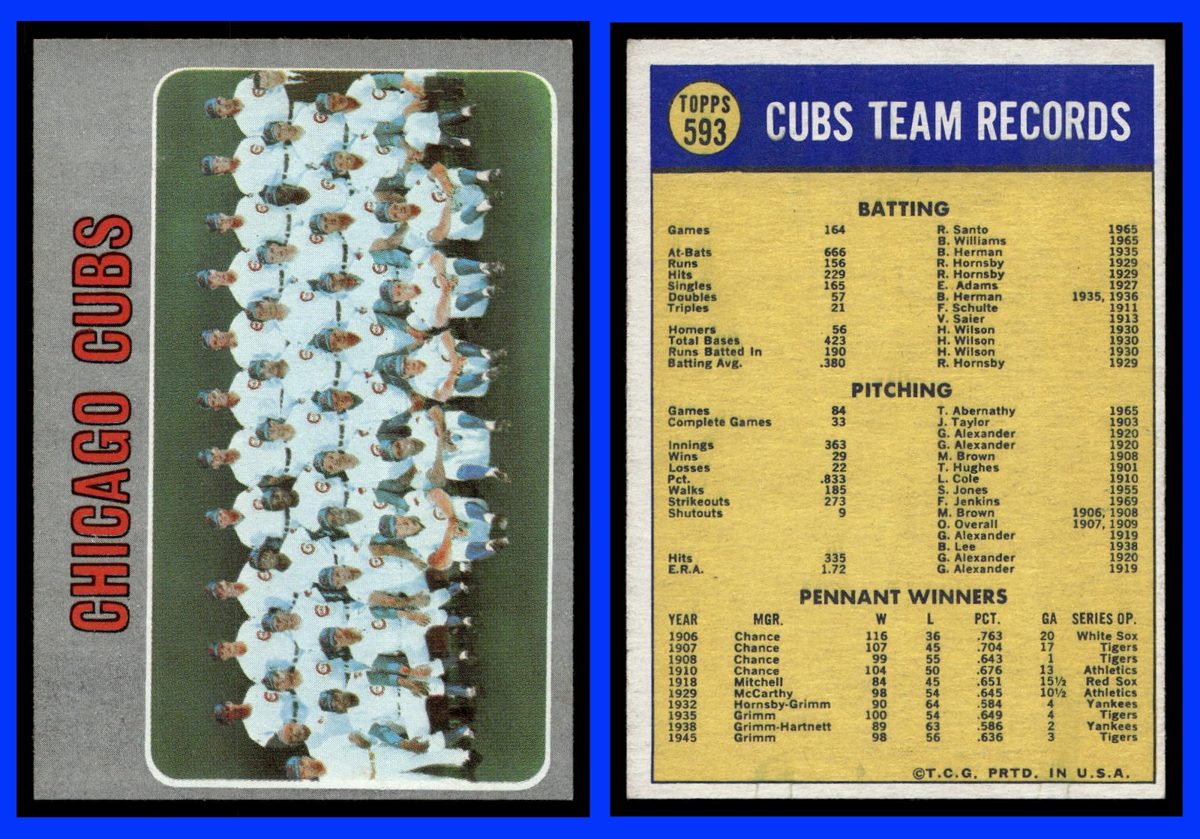 CHICAGO CUBS
TOPPS
593
CUBS TEAM RECORDS
BATTING
Games 164 R. Santo 1965
B. Williams 1965
At-Bats 666 B. Herman 1935
Runs 156 R. Hornsby 1929
Hits 229 R. Hornsby 1929
Singles 165 E. Adams 1927
Doubles 57 B. Herman 1935, 1936
Triples 21 F. Schulte 1911
V. Saier 1913
Homers 56 H. Wilson 1930
Total Bases 423 H. Wilson 1930
Runs Batted In 190 H. Wilson 1930
Batting Avg. .380 R. Hornsby 1929
PITCHING
Games 84 T. Abernathy 1965
Complete Games 33 J. Taylor 1903
G. Alexander 1920
Innings 363 G. Alexander 1920
Wins 29 M. Brown 1908
Losses 22 T. Hughes 1901
Pct. .833 L. Cole 1910
Walks 185 S. Jones 1955
Strikeouts 273 F. Jenkins 1969
Shutouts 9 M. Brown 1906, 1908
O. Overall 1907, 1909
G. Alexander 1919
B. Lee 1938
Hits 335 G. Alexander 1920
E.R.A. 1.72 G. Alexander 1919
PENNANT WINNERS
YEAR MGR. W L PCT. GA SERIES OP.
1906 Chance 116 36 .763 20 White Sox
1907 Chance 107 45 .704 17 Tigers
1908 Chance 99 55 .643 1 Tigers
1910 Chance 104 50 .676 13 Athletics
1918 Mitchell 84 45 .651 15½ Red Sox
1929 McCarthy 98 54 .645 10½ Athletics
1932 Hornsby-Grimm 90 64 .584 4 Yankees
1935 Grimm 100 54 .649 4 Tigers
1938 Grimm-Hartnett 89 63 .586 2 Yankees
1945 Grimm 98 56 .636 3 Tigers
©T.C.G. PRTD. IN U.S.A.